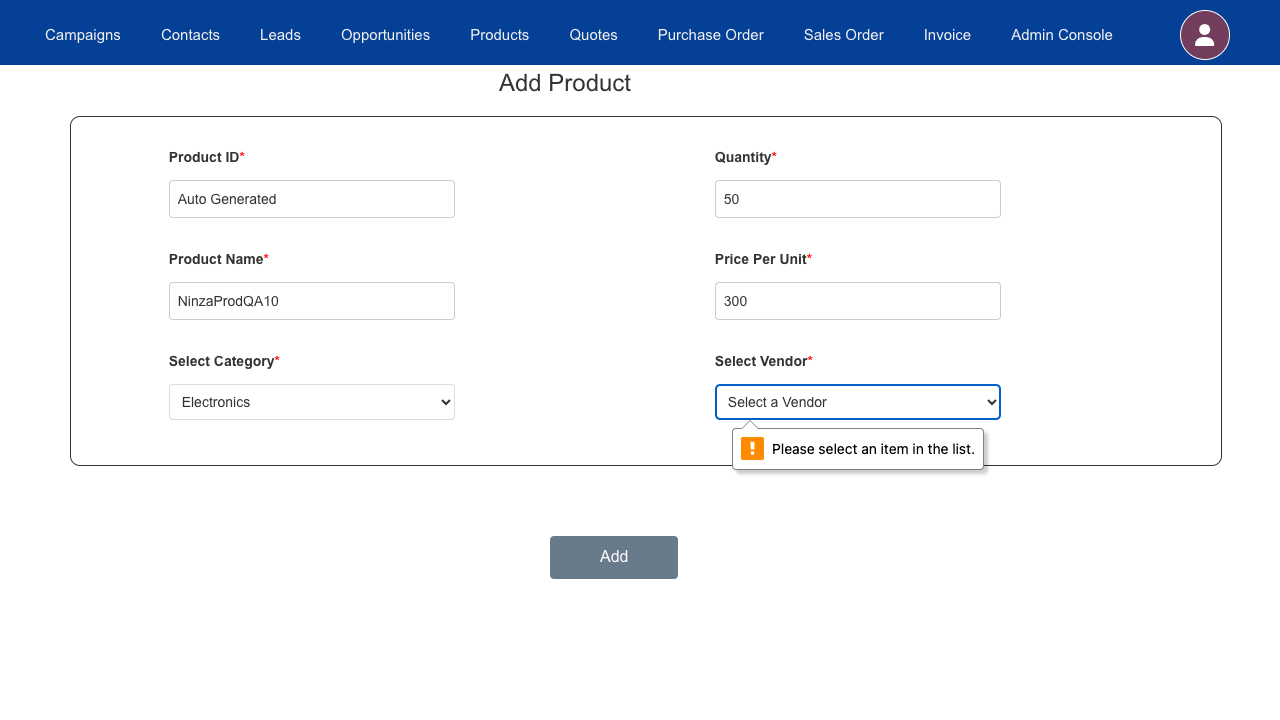 Campaigns Contacts Leads Opportunities Products Quotes Purchase Order Sales Order Invoice Admin Console
Add Product
Product ID* Quantity*
Auto Generated 50
Product Name* Price Per Unit*
NinzaProdQA10 300
Select Category* Select Vendor*
Electronics Select a Vendor
Please select an item in the list.
Add